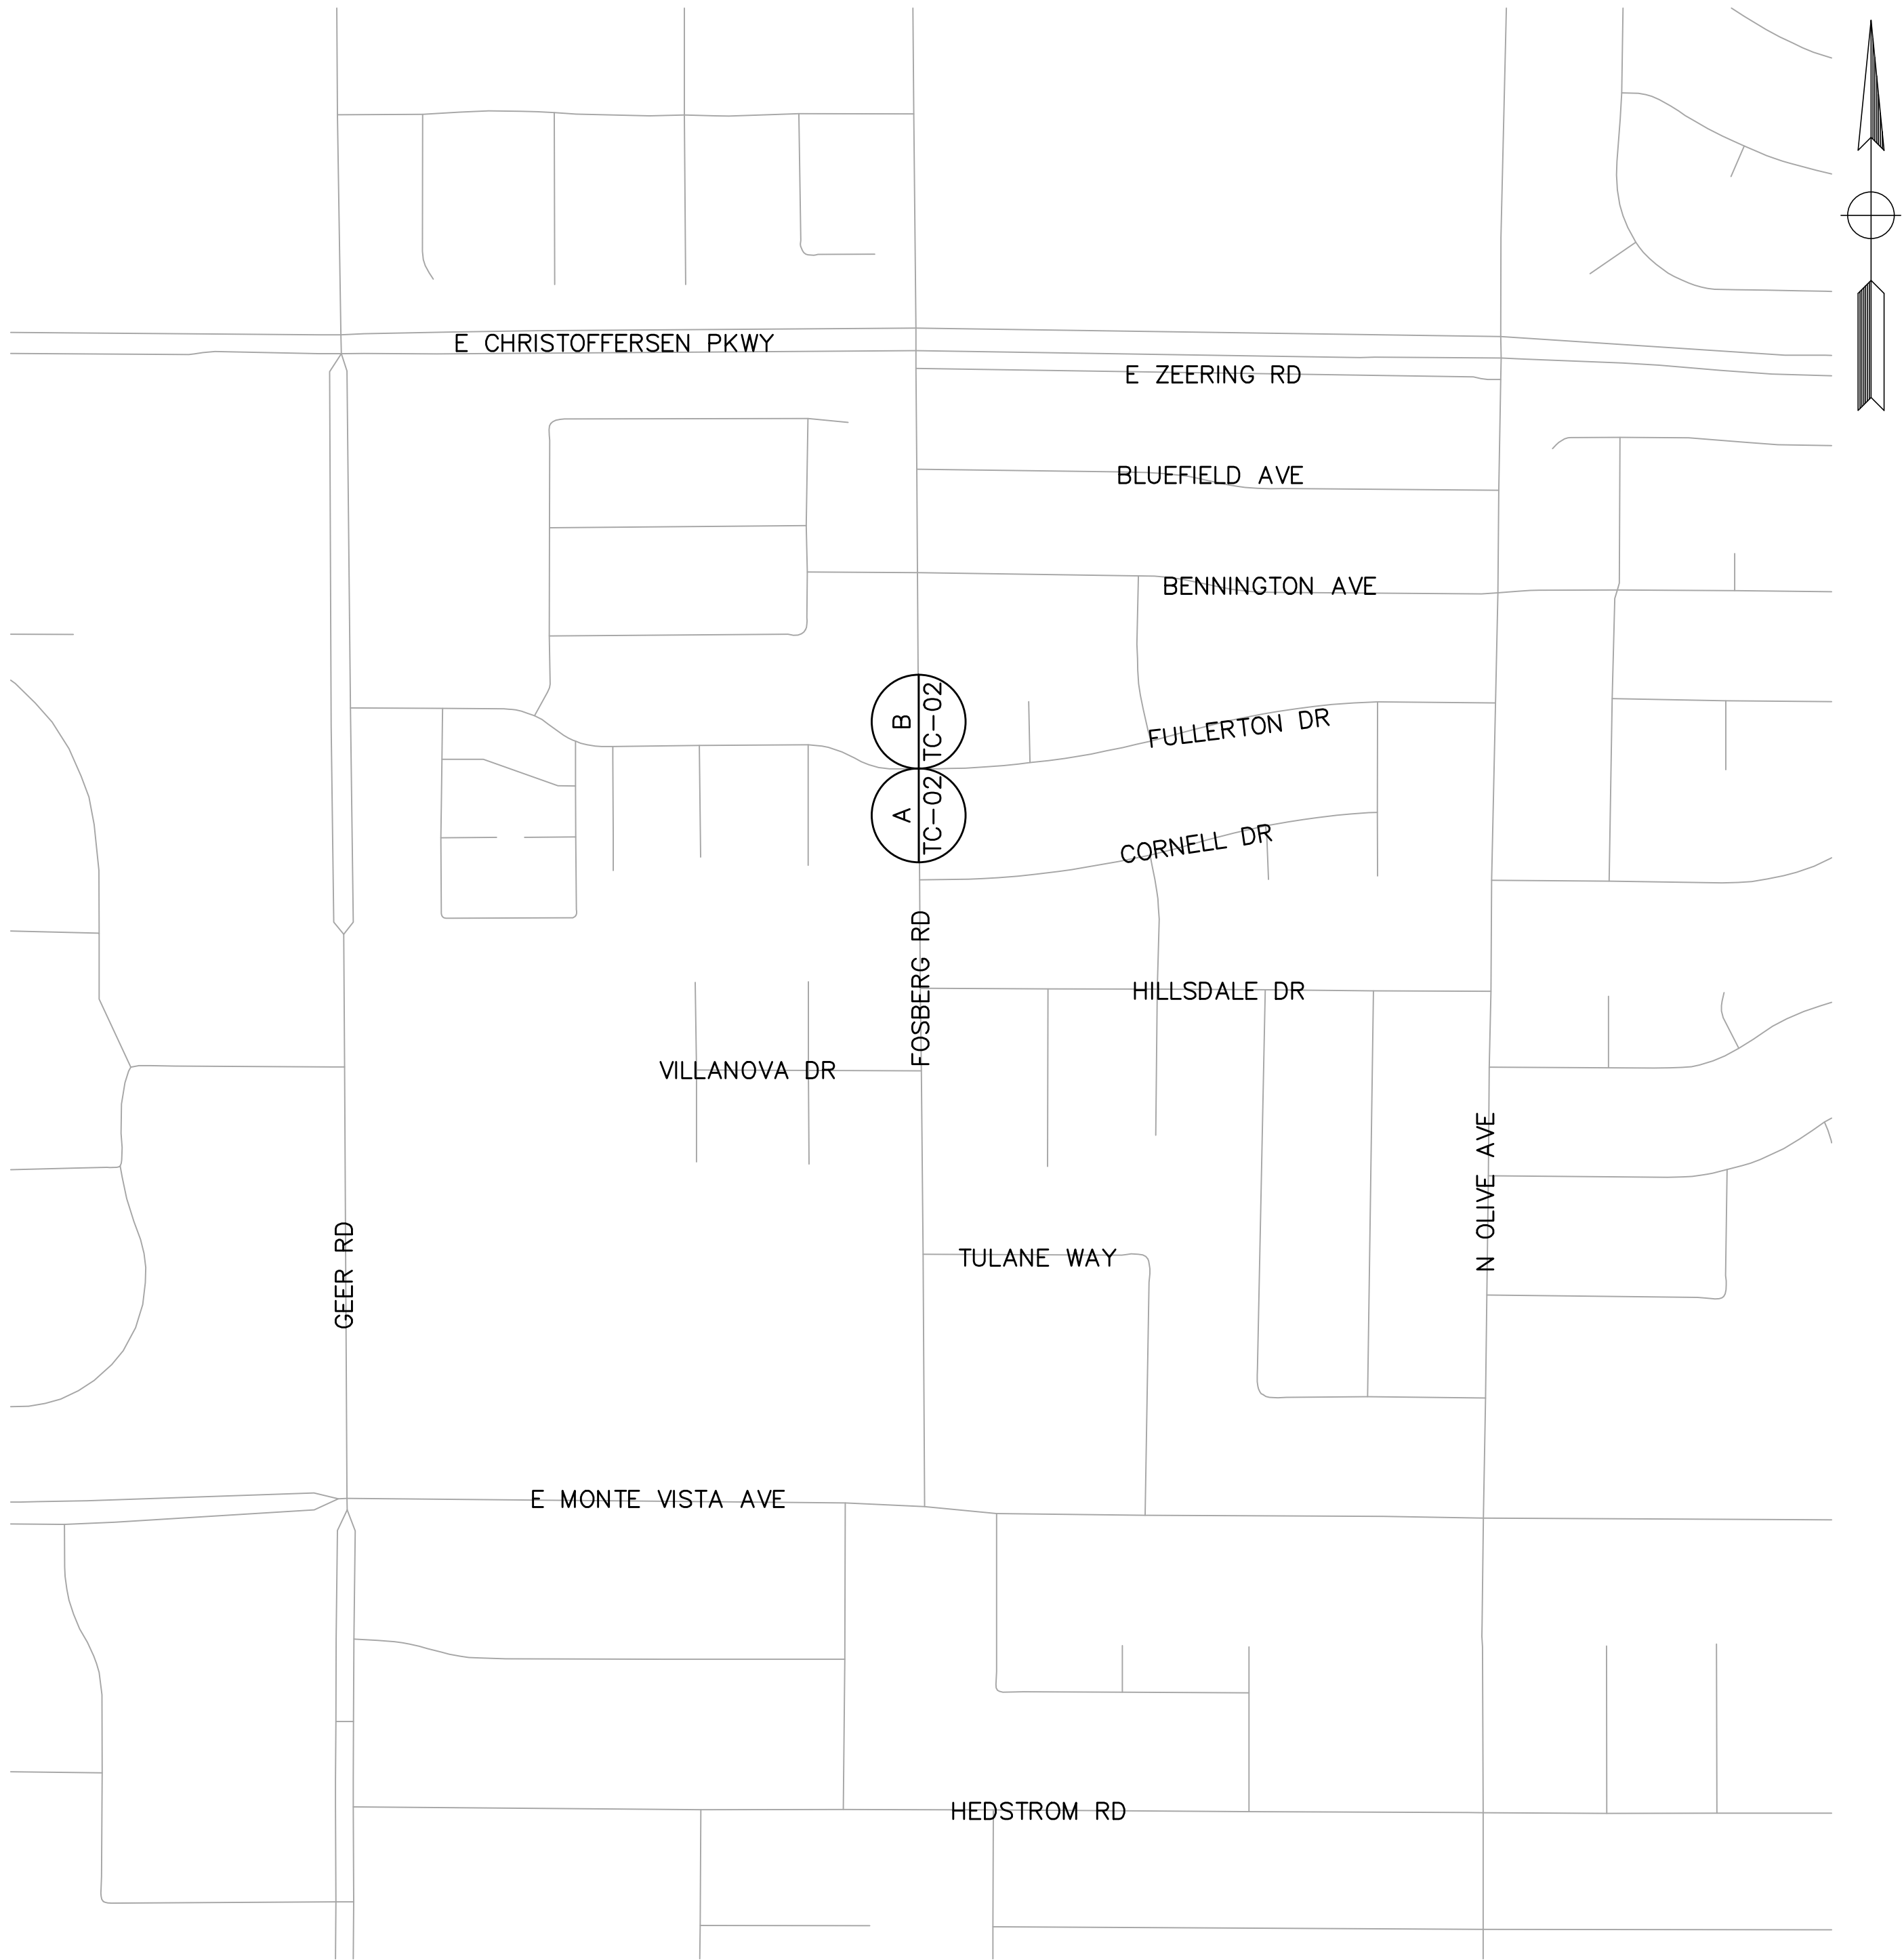 E CHRISTOFFERSEN PKWY
E ZEERING RD
BLUEFIELD AVE
BENNINGTON AVE
B
TC-02
FULLERTON DR
A
TC-02
CORNELL DR
FOSBERG RD
HILLSDALE DR
VILLANOVA DR
N OLIVE AVE
GEER RD
TULANE WAY
E MONTE VISTA AVE
HEDSTROM RD